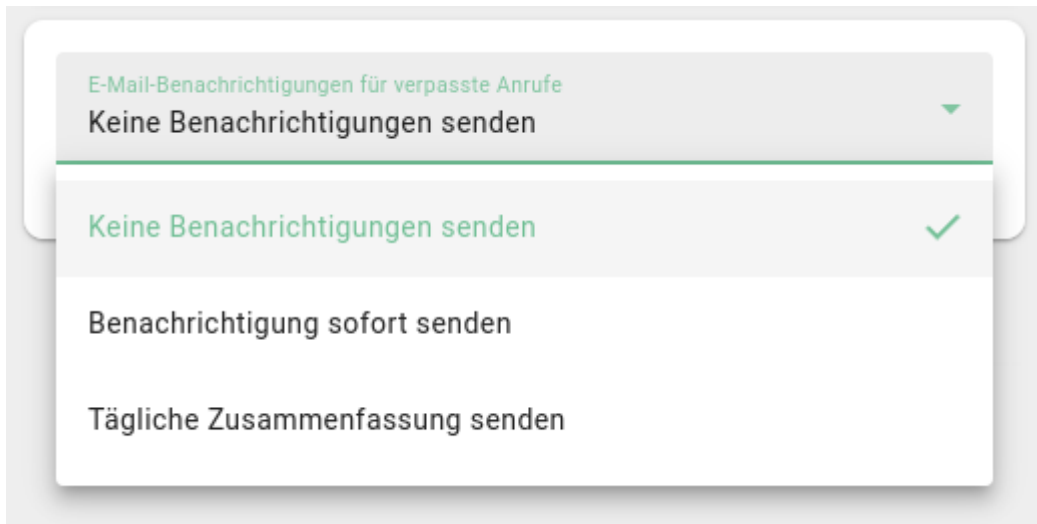 E-Mail-Benachrichtigungen für verpasste Anrufe
Keine Benachrichtigungen senden
Keine Benachrichtigungen senden
Benachrichtigung sofort senden
Tägliche Zusammenfassung senden